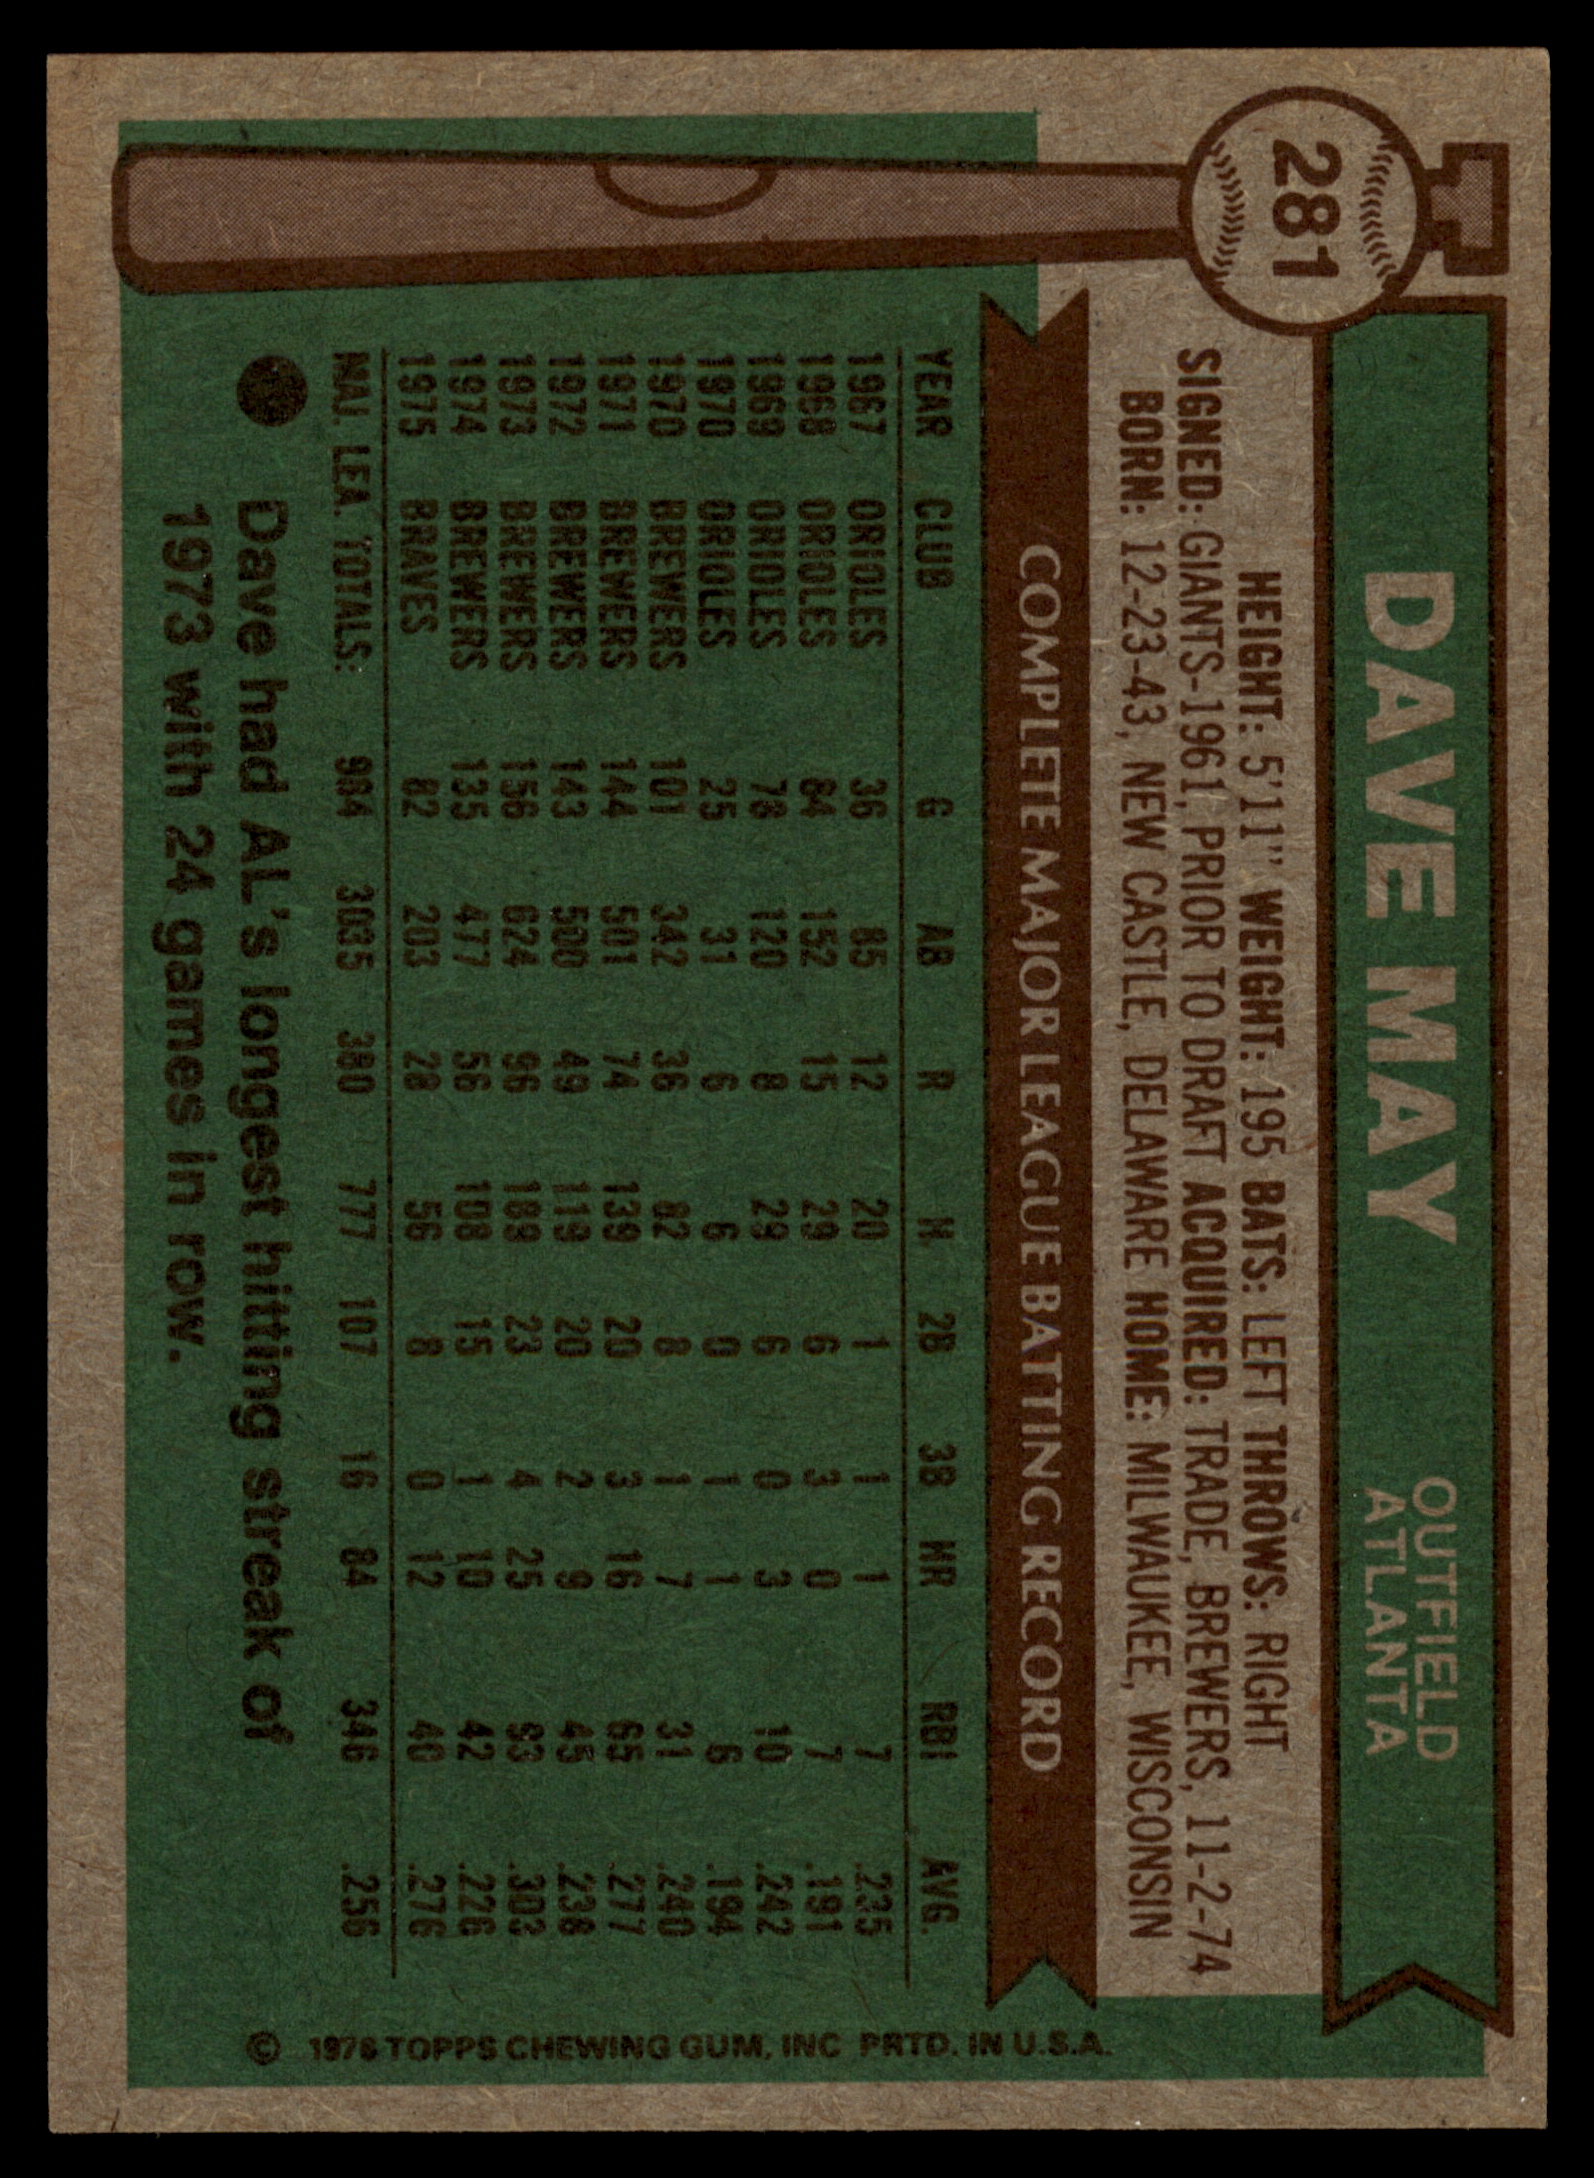 281
DAVE MAY
OUTFIELD
ATLANTA
HEIGHT: 5'11" WEIGHT: 195 BATS: LEFT THROWS: RIGHT
SIGNED: GIANTS-1961, PRIOR TO DRAFT ACQUIRED: TRADE, BREWERS, 11-2-74
BORN: 12-23-43, NEW CASTLE, DELAWARE HOME: MILWAUKEE, WISCONSIN
COMPLETE MAJOR LEAGUE BATTING RECORD
YEAR CLUB G AB R H. 2B 3B HR RBI AVG.
1967 ORIOLES 36 85 12 20 1 1 1 7 .235
1968 ORIOLES 84 152 15 29 6 3 0 7 .191
1969 ORIOLES 78 120 8 29 6 0 3 10 .242
1970 ORIOLES 25 31 6 6 0 1 1 6 .194
1970 BREWERS 101 342 36 82 8 1 7 31 .240
1971 BREWERS 144 501 74 139 20 3 16 65 .277
1972 BREWERS 143 500 49 119 20 2 9 45 .238
1973 BREWERS 156 624 96 189 23 4 25 93 .303
1974 BREWERS 135 477 56 108 15 1 10 42 .226
1975 BRAVES 82 203 28 56 8 0 12 40 .276
MAJ. LEA. TOTALS: 984 3035 380 777 107 16 84 346 .256
Dave had AL's longest hitting streak of
1973 with 24 games in row.
© 1976 TOPPS CHEWING GUM, INC PRTD. IN U.S.A.